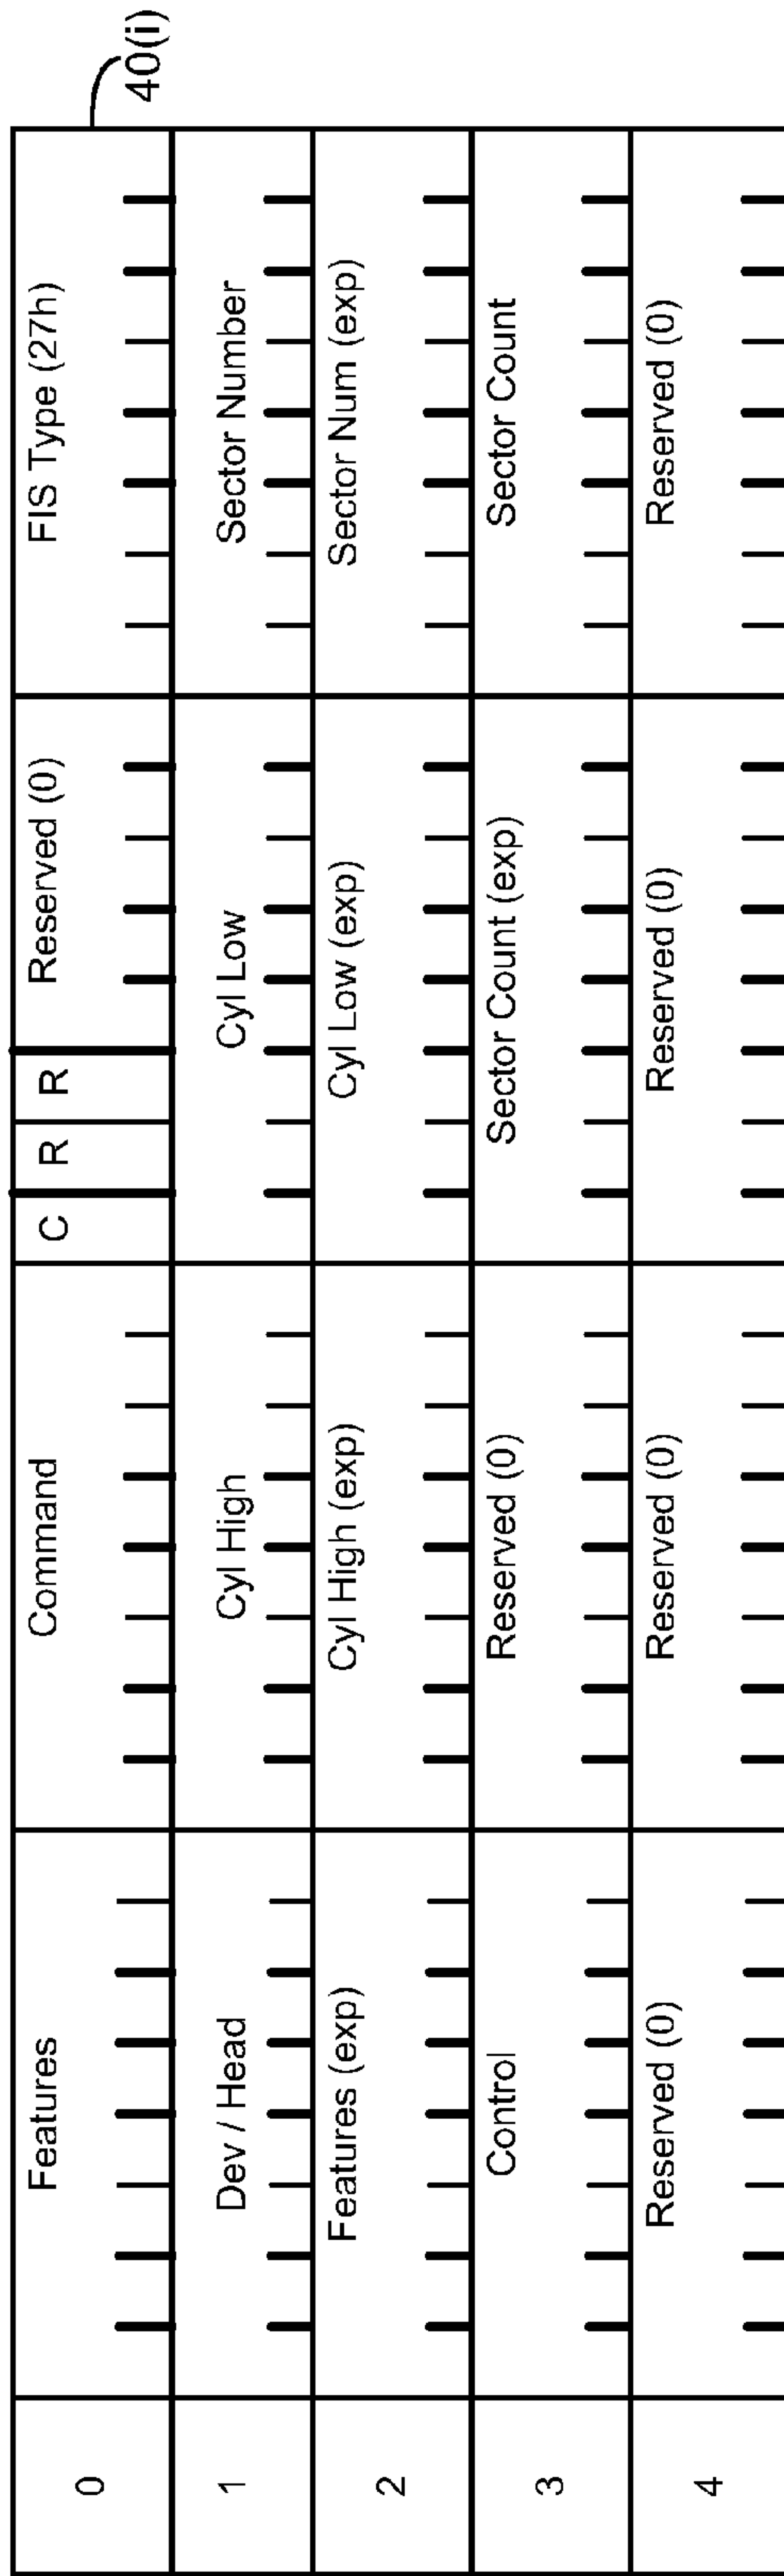 40(i)
0 Features Command C R R Reserved (0) FIS Type (27h)
1 Dev / Head Cyl High Cyl Low Sector Number
2 Features (exp) Cyl High (exp) Cyl Low (exp) Sector Num (exp)
3 Control Reserved (0) Sector Count (exp) Sector Count
4 Reserved (0) Reserved (0) Reserved (0) Reserved (0)